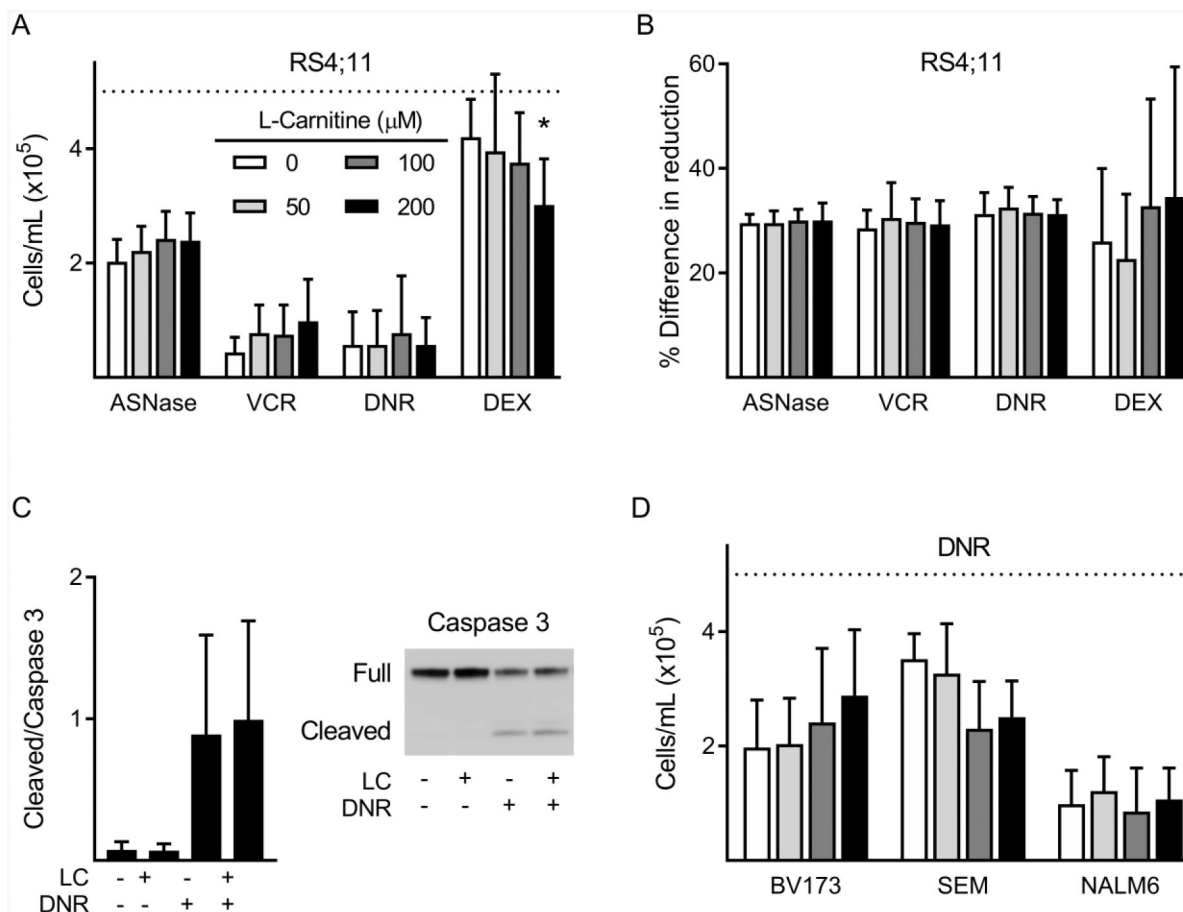 A
RS4;11
Cells/mL (x10⁵)
4
2
L-Carnitine (μM)
0 100
50 200
*
ASNase VCR DNR DEX
B
RS4;11
% Difference in reduction
60
40
20
ASNase VCR DNR DEX
C
Cleaved/Caspase 3
2
1
LC - + - +
DNR - - + +
Caspase 3
Full
Cleaved
LC - + - +
DNR - - + +
D
DNR
Cells/mL (x10⁵)
4
2
BV173 SEM NALM6